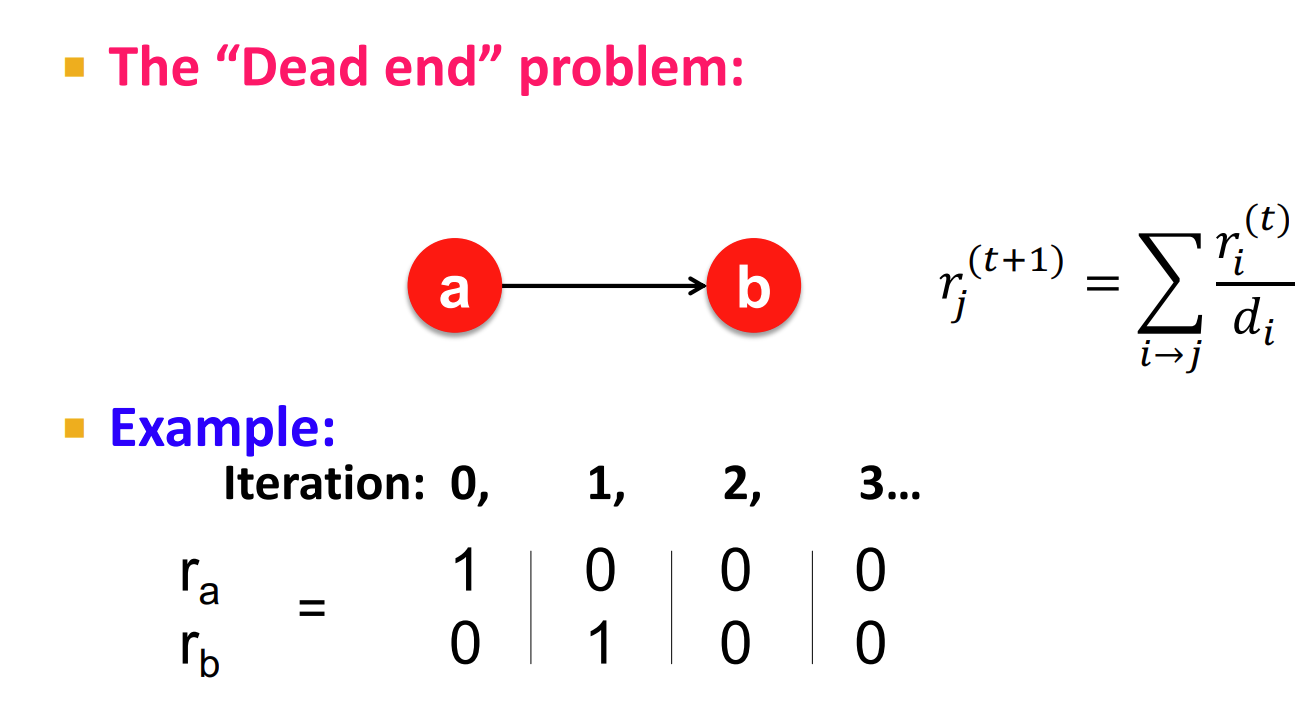 The “Dead end” problem:
a b
r_j^{(t+1)} = \sum_{i→j} \frac{r_i^{(t)}}{d_i}
Example:
Iteration: 0, 1, 2, 3…
r_a 1 0 0 0
=
r_b 0 1 0 0